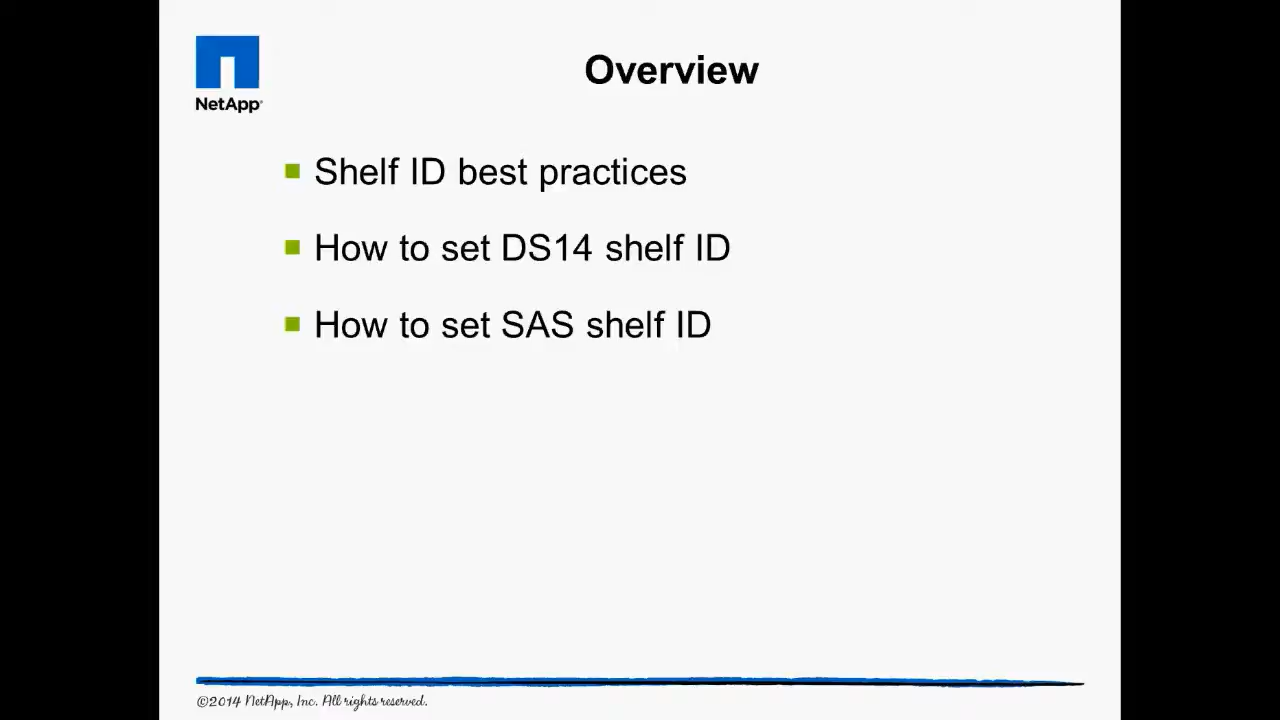 Overview
NetApp®
Shelf ID best practices
How to set DS14 shelf ID
How to set SAS shelf ID
©2014 NetApp, Inc. All rights reserved.